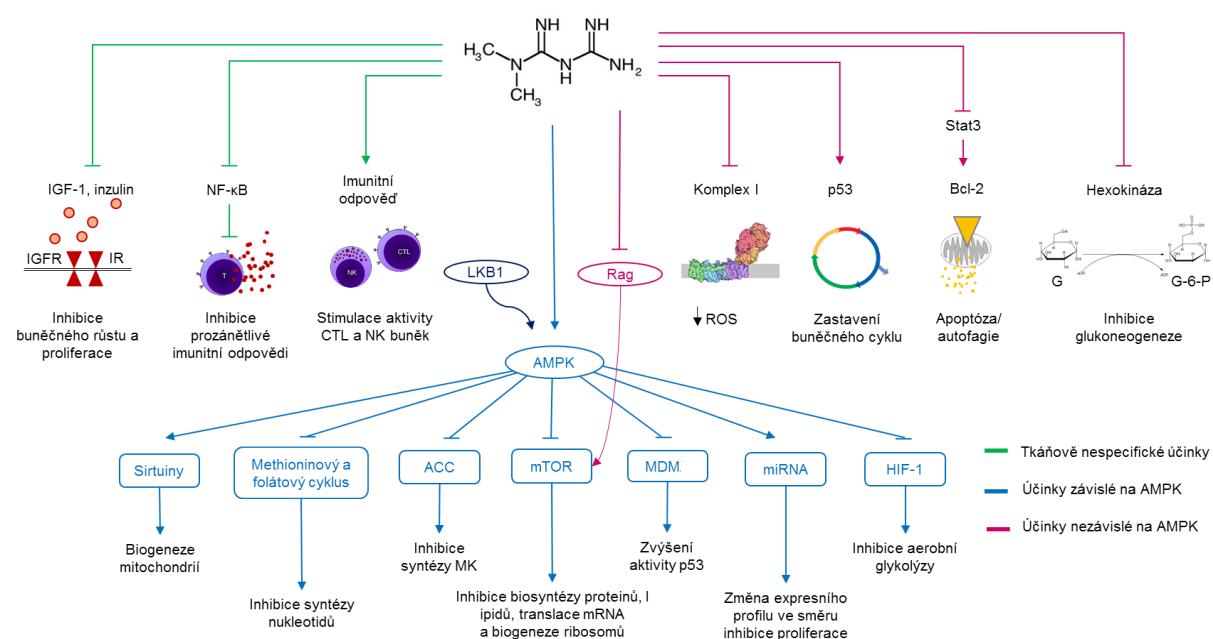 NH
NH
H3C
N
N
H
NH2
CH3
Stat3
IGF-1, inzulin
NF-κB
Imunitní
odpověď
Komplex I
p53
Bcl-2
Hexokináza
IGFR
IR
T
NK
CTL
LKB1
Rag
G
ATP
ADP
G-6-P
Inhibice
buněčného růstu a
proliferace
Inhibice
prozánětlivé
imunitní odpovědi
Stimulace aktivity
CTL a NK buněk
ROS
Zastavení
buněčného cyklu
Apoptóza/
autofagie
Inhibice
glukoneogeneze
AMPK
Sirtuiny
Methioninový a
folátový cyklus
ACC
mTOR
MDM.
miRNA
HIF-1
Tkáňově nespecifické účinky
Účinky závislé na AMPK
Účinky nezávislé na AMPK
Biogeneze
mitochondrií
Inhibice syntézy
nukleotidů
Inhibice
syntézy MK
Inhibice biosyntézy proteinů, l
ipidů, translace mRNA
a biogeneze ribosomů
Zvýšení
aktivity p53
Změna expresního
profilu ve směru
inhibice proliferace
Inhibice aerobní
glykolýzy